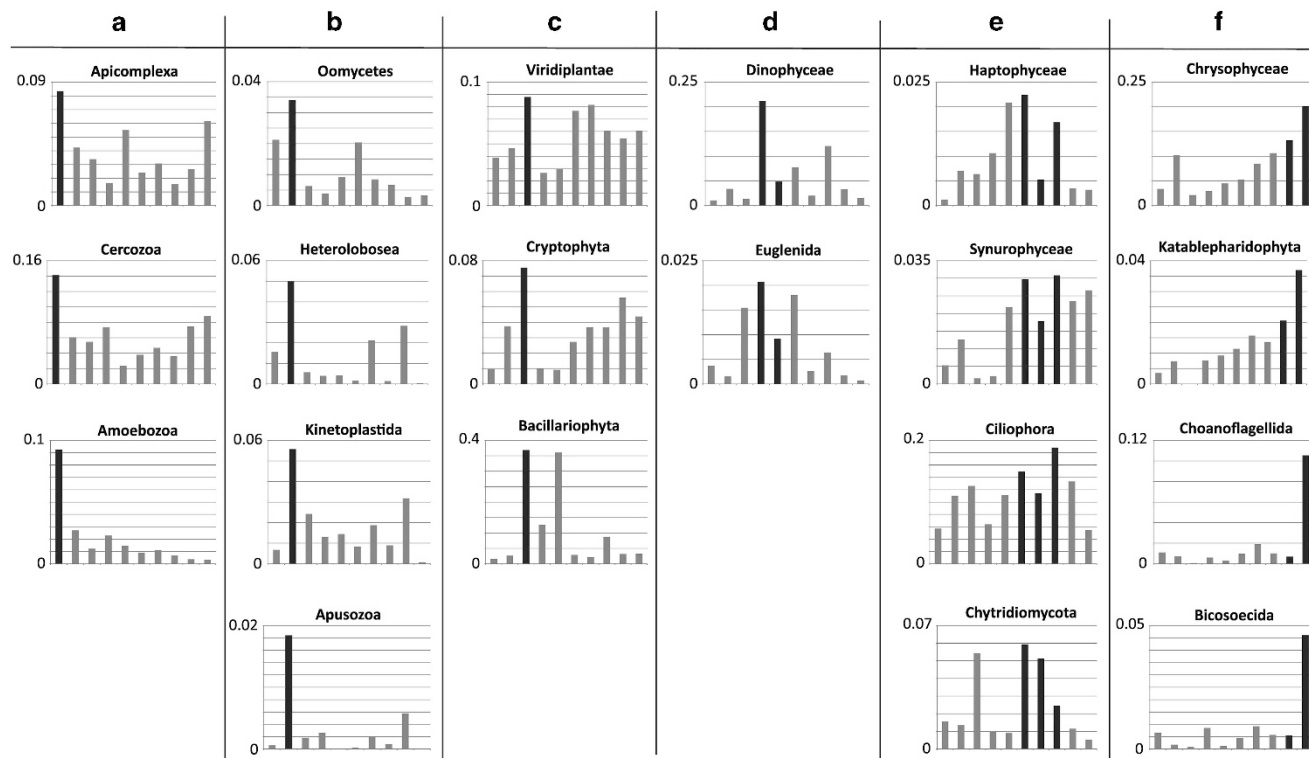 a b c d e f
Apicomplexa Oomycetes Viridiplantae Dinophyceae Haptophyceae Chrysophyceae
0.09 0.04 0.1 0.25 0.025 0.25
0 0 0 0 0 0
Cercozoa Heterolobosea Cryptophyta Euglenida Synurophyceae Katablepharidophyta
0.16 0.06 0.08 0.025 0.035 0.04
0 0 0 0 0 0
Amoebozoa Kinetoplastida Bacillariophyta Ciliophora Choanoflagellida
0.1 0.06 0.4 0.2 0.12
0 0 0 0 0
Apusozoa Chytridiomycota Bicosoecida
0.02 0.07 0.05
0 0 0